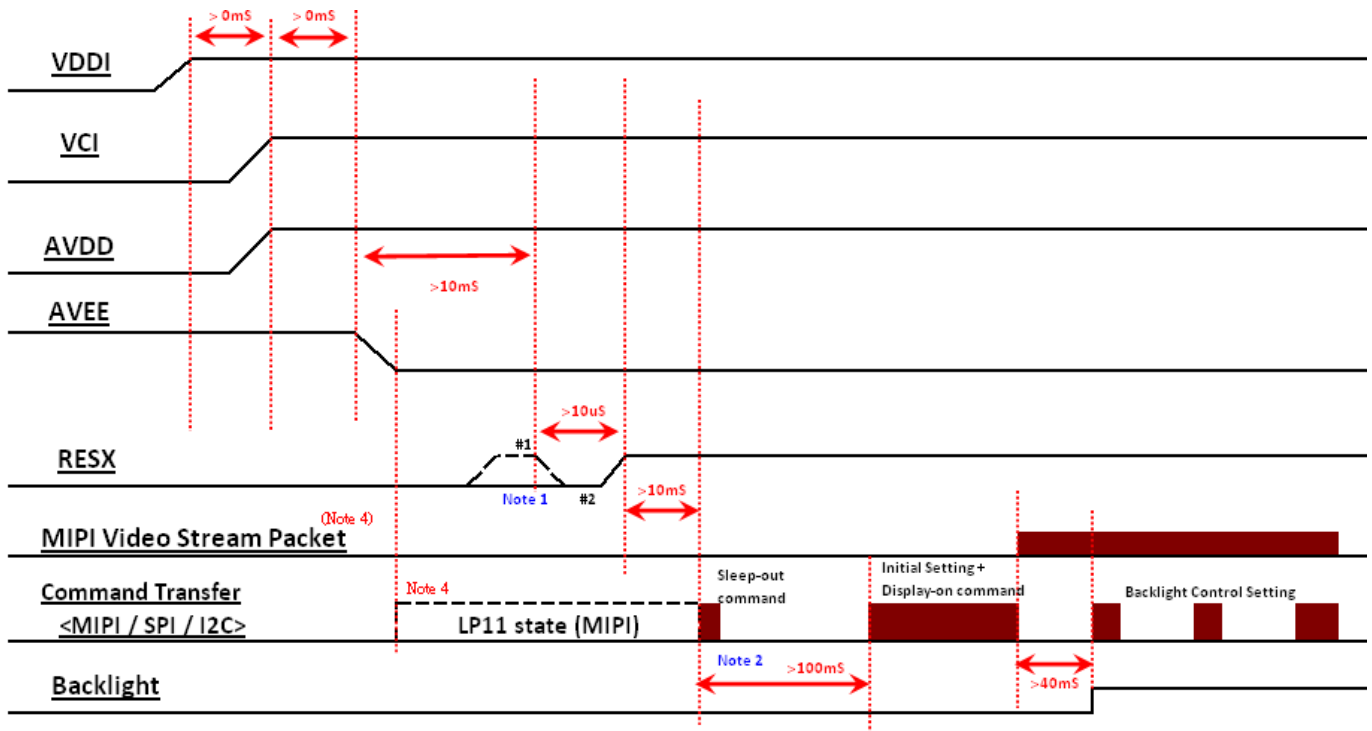 > 0mS
> 0mS
VDDI
VCI
AVDD
>10mS
AVEE
>10uS
#1
RESX
Note 1
#2
>10mS
(Note 4)
MIPI Video Stream Packet
Note 4
Sleep-out
command
Initial Setting +
Display-on command
Command Transfer
<MIPI / SPI / I2C>
LP11 state (MIPI)
Backlight Control Setting
Note 2
>100mS
>40mS
Backlight